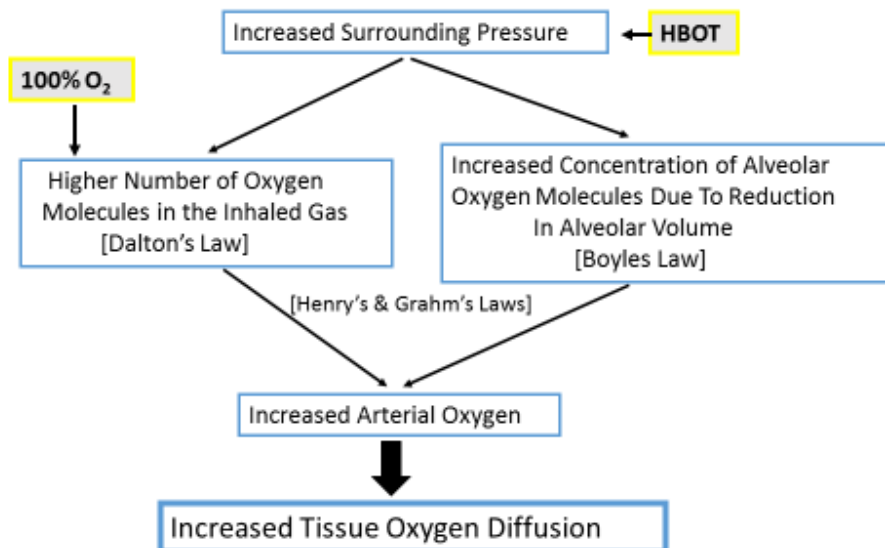 Increased Surrounding Pressure
HBOT
100% O₂
Higher Number of Oxygen
Molecules in the Inhaled Gas
[Dalton's Law]
Increased Concentration of Alveolar
Oxygen Molecules Due To Reduction
In Alveolar Volume
[Boyles Law]
[Henry's & Grahm's Laws]
Increased Arterial Oxygen
Increased Tissue Oxygen Diffusion